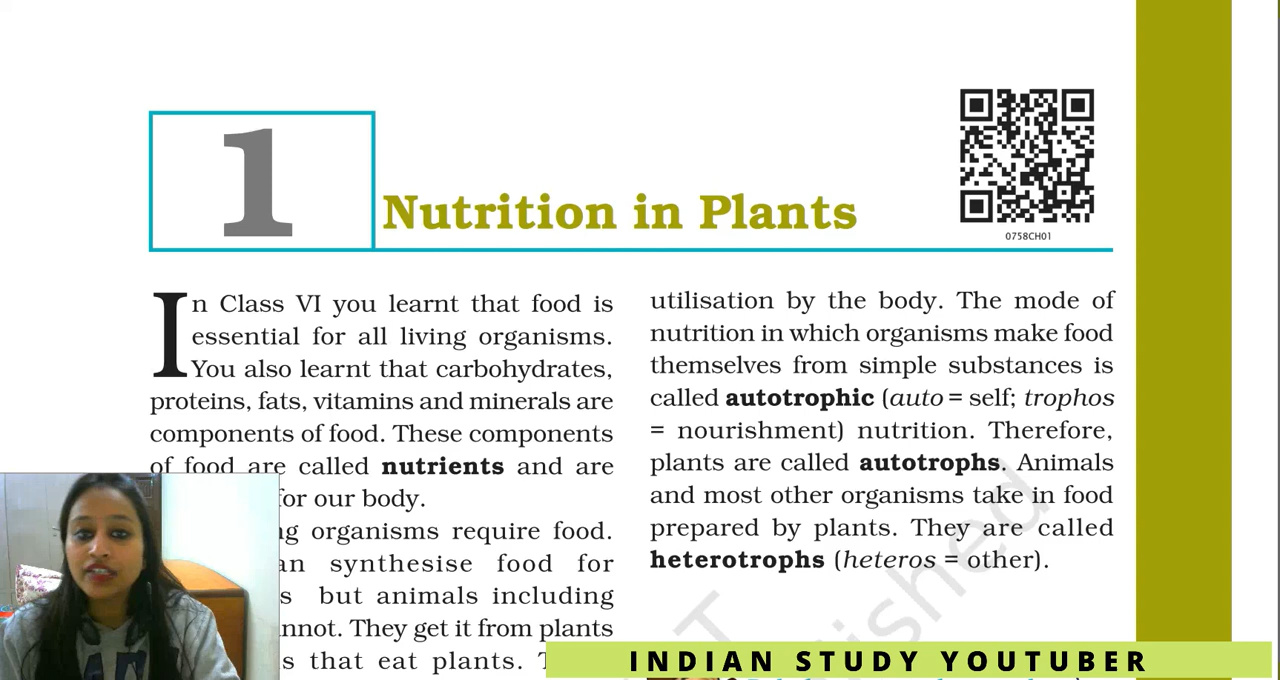 1
Nutrition in Plants
0758CH01
In Class VI you learnt that food is
essential for all living organisms.
You also learnt that carbohydrates,
proteins, fats, vitamins and minerals are
components of food. These components
of food are called nutrients and are
for our body.
organisms require food.
synthesise food for
but animals including
They get it from plants
that eat plants.
utilisation by the body. The mode of
nutrition in which organisms make food
themselves from simple substances is
called autotrophic (auto = self; trophos
= nourishment) nutrition. Therefore,
plants are called autotrophs. Animals
and most other organisms take in food
prepared by plants. They are called
heterotrophs (heteros = other).
INDIAN STUDY YOUTUBER